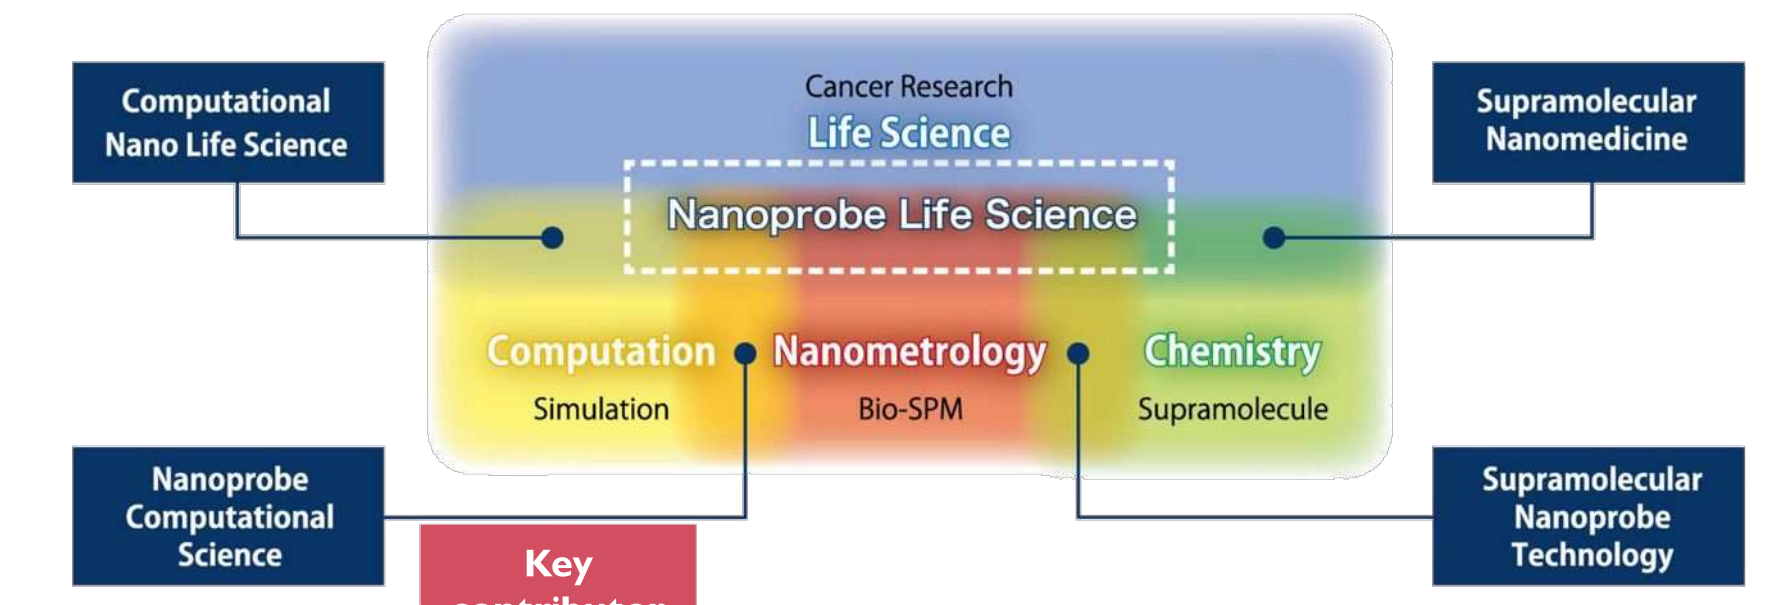 Computational
Nano Life Science
Cancer Research
Life Science
Supramolecular
Nanomedicine
Nanoprobe Life Science
Computation
Nanometrology
Chemistry
Simulation
Bio-SPM
Supramolecule
Nanoprobe
Computational
Science
Supramolecular
Nanoprobe
Technology
Key
contributor